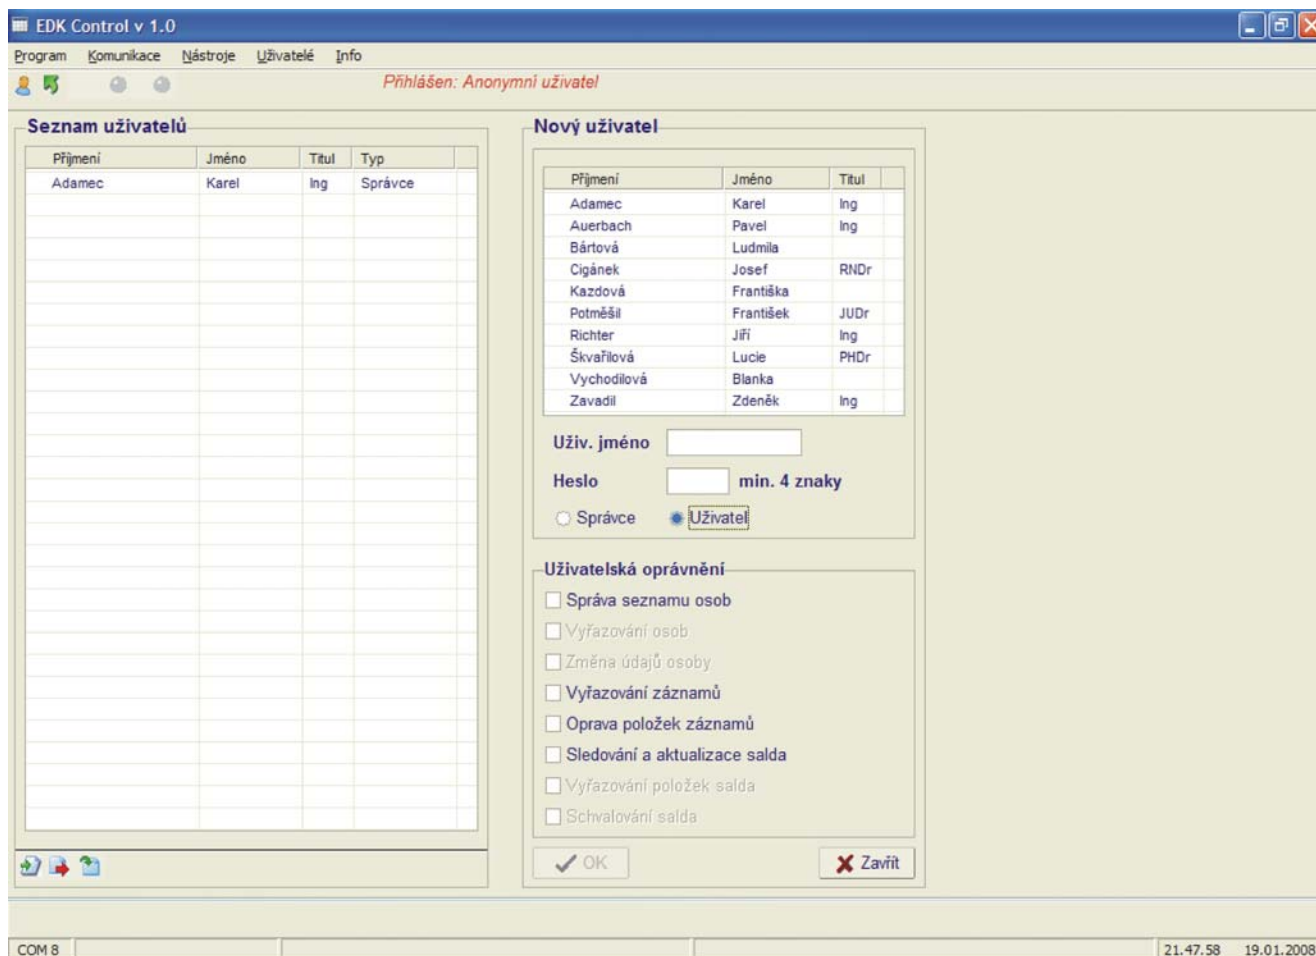 EDK Control v 1.0
Program Komunikace Nástroje Uživatelé Info
Přihlášen: Anonymní uživatel
Seznam uživatelů
Příjmení Jméno Titul Typ
Adamec Karel Ing Správce
Nový uživatel
Příjmení Jméno Titul
Adamec Karel Ing
Auerbach Pavel Ing
Bártová Ludmila
Cigánek Josef RNDr
Kazdová Františka
Potměšil František JUDr
Richter Jiří Ing
Škvařilová Lucie PHDr
Vychodilová Blanka
Zavadil Zdeněk Ing
Uživ. jméno
Heslo min. 4 znaky
Správce Uživatel
Uživatelská oprávnění
Správa seznamu osob
Vyřazování osob
Změna údajů osoby
Vyřazování záznamů
Oprava položek záznamů
Sledování a aktualizace salda
Vyřazování položek salda
Schvalování salda
OK Zavřít
COM 8 21.47.58 19.01.2008